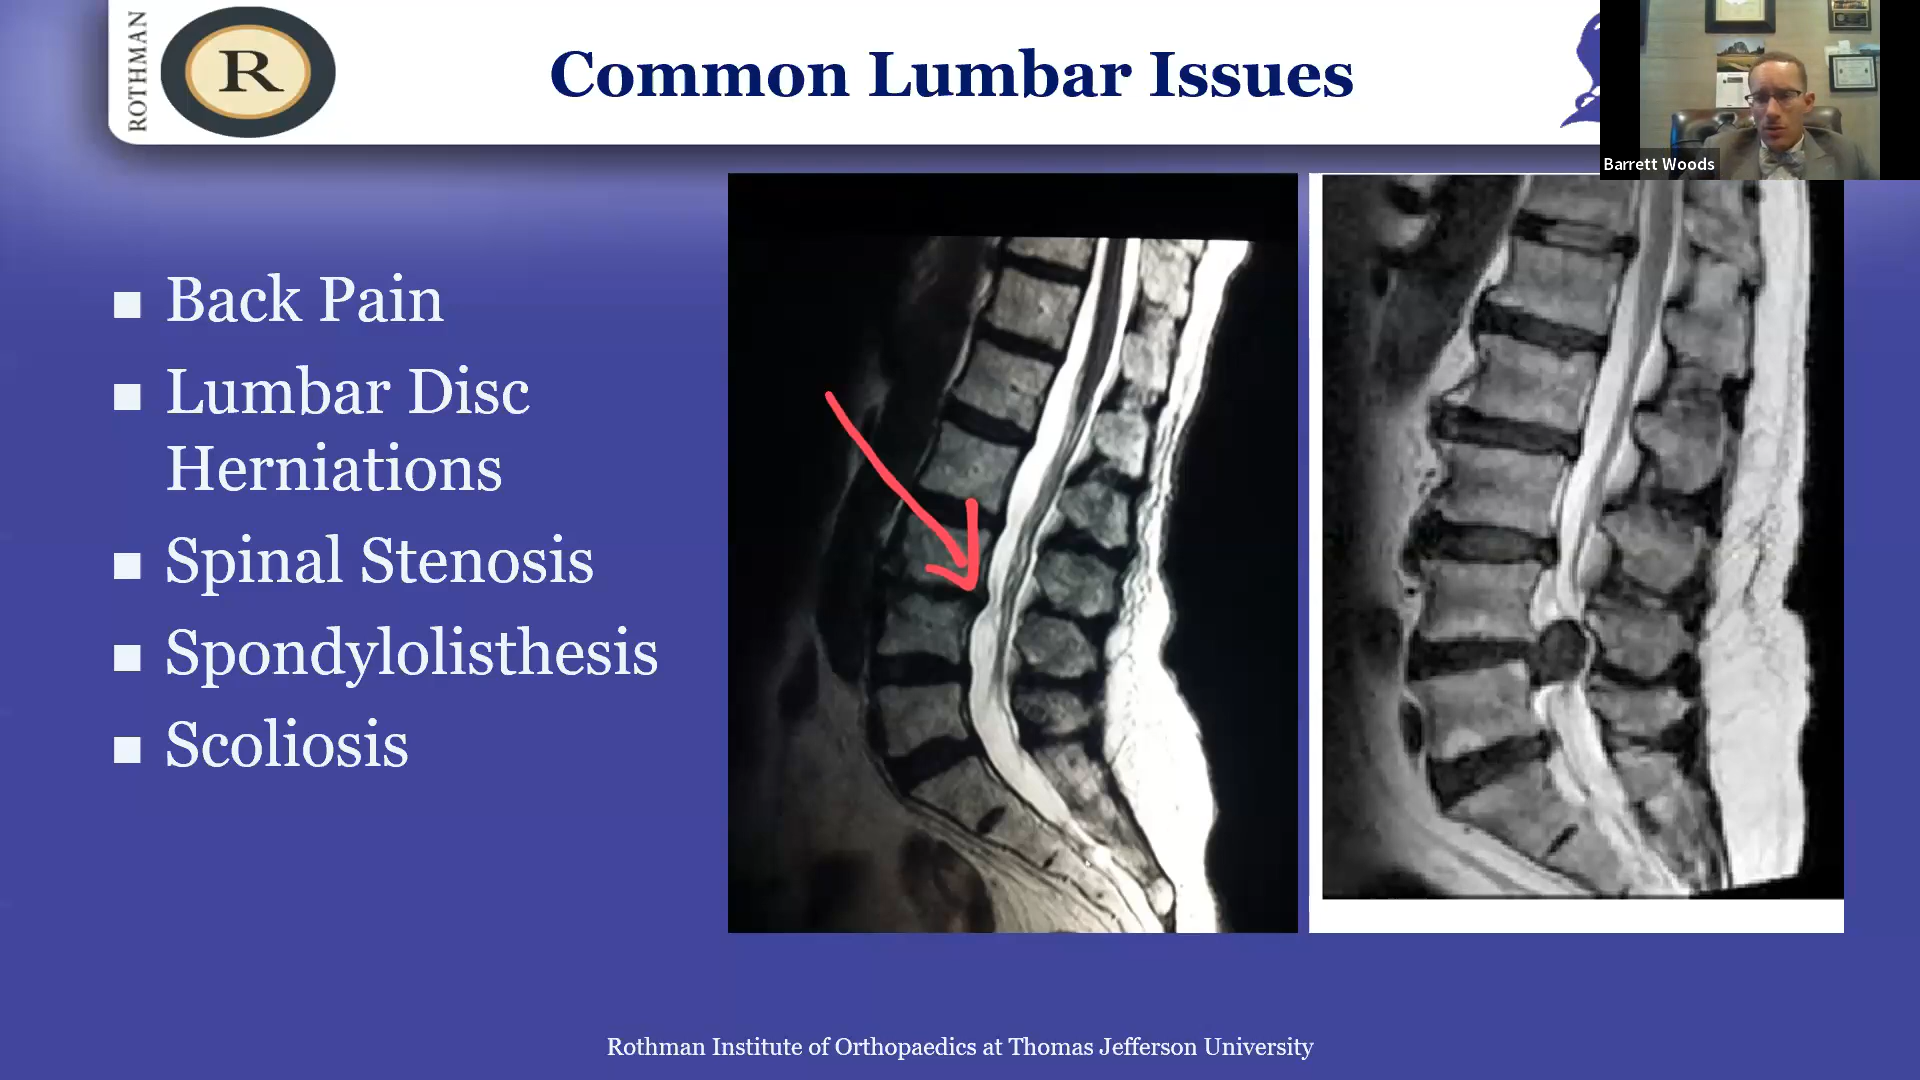 ROTHMAN
R
Common Lumbar Issues
Barrett Woods
Back Pain
Lumbar Disc
Herniations
Spinal Stenosis
Spondylolisthesis
Scoliosis
Rothman Institute of Orthopaedics at Thomas Jefferson University